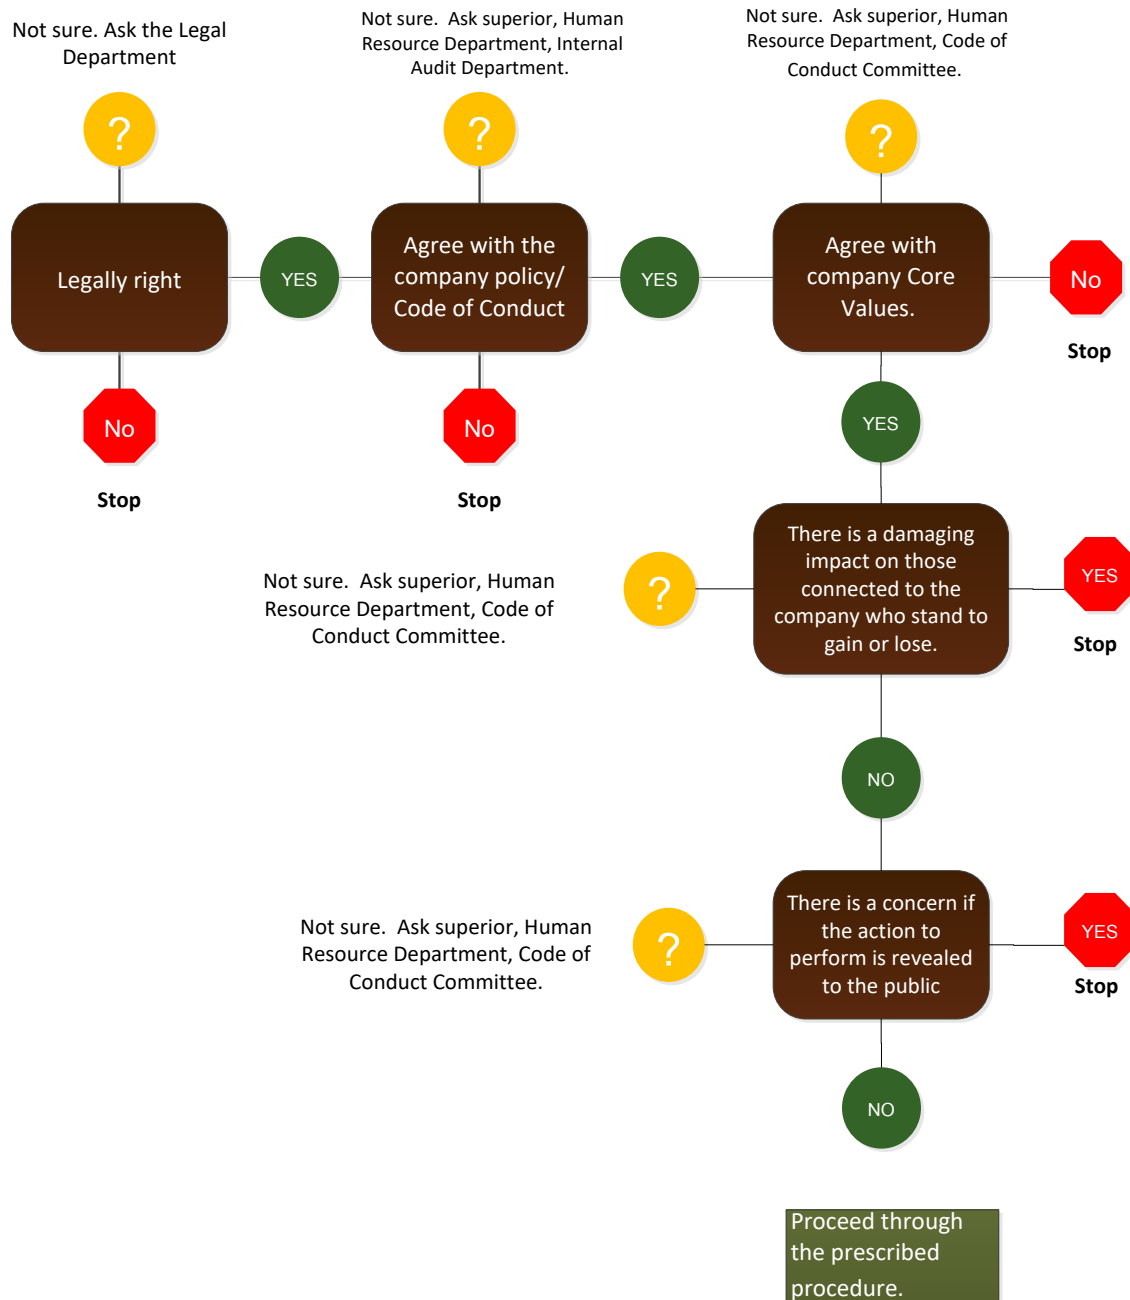 Not sure. Ask the Legal
Department
Not sure.  Ask superior, Human
Resource Department, Internal
Audit Department.
Not sure.  Ask superior, Human
Resource Department, Code of
Conduct Committee.
?
?
?
Legally right
YES
Agree with the
company policy/
Code of Conduct
YES
Agree with
company Core
Values.
No
Stop
No
Stop
No
Stop
YES
Not sure.  Ask superior, Human
Resource Department, Code of
Conduct Committee.
?
There is a damaging
impact on those
connected to the
company who stand to
gain or lose.
YES
Stop
NO
Not sure.  Ask superior, Human
Resource Department, Code of
Conduct Committee.
?
There is a concern if
the action to
perform is revealed
to the public
YES
Stop
NO
Proceed through
the prescribed
procedure.